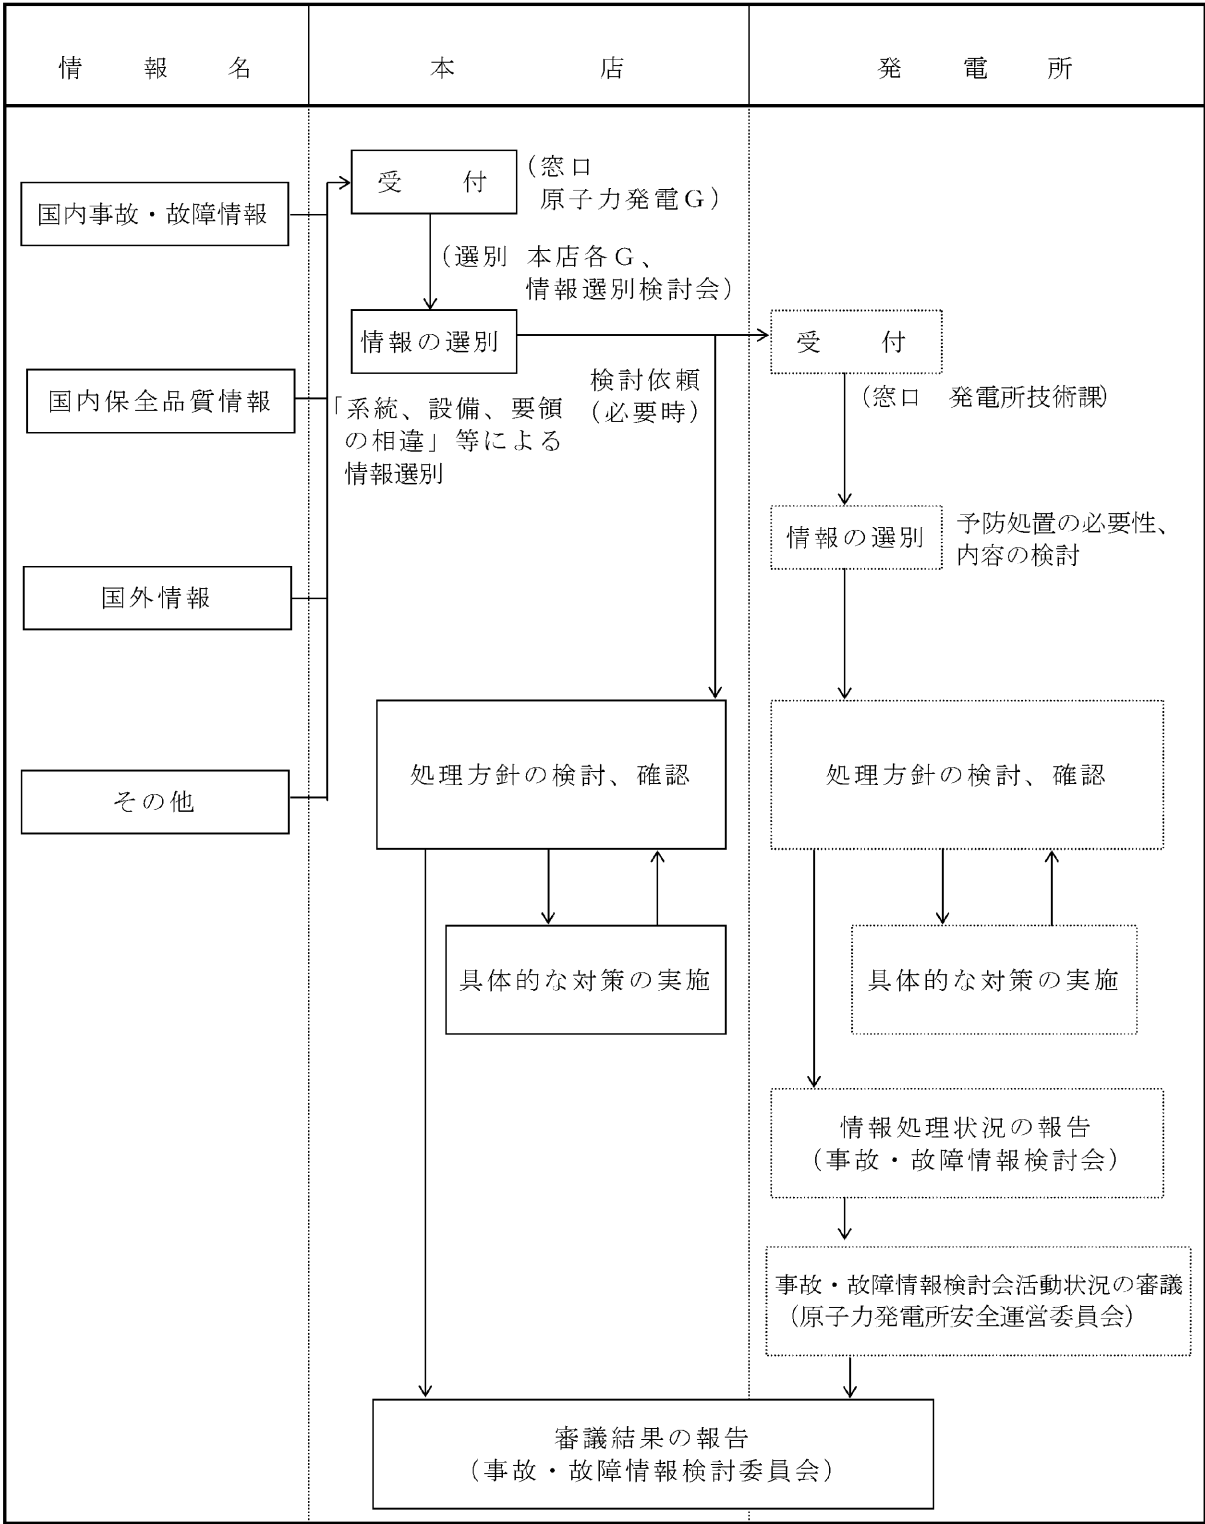 情報名
本店
発電所
国内事故・故障情報
国内保全品質情報
国外情報
その他
受付
（窓口
原子力発電G）
（選別 本店各G、
情報選別検討会）
情報の選別
「系統、設備、要領
の相違」等による
情報選別
検討依頼
（必要時）
処理方針の検討、確認
具体的な対策の実施
受付
（窓口　発電所技術課）
情報の選別
予防処置の必要性、
内容の検討
処理方針の検討、確認
具体的な対策の実施
情報処理状況の報告
（事故・故障情報検討会）
事故・故障情報検討会活動状況の審議
（原子力発電所安全運営委員会）
審議結果の報告
（事故・故障情報検討委員会）